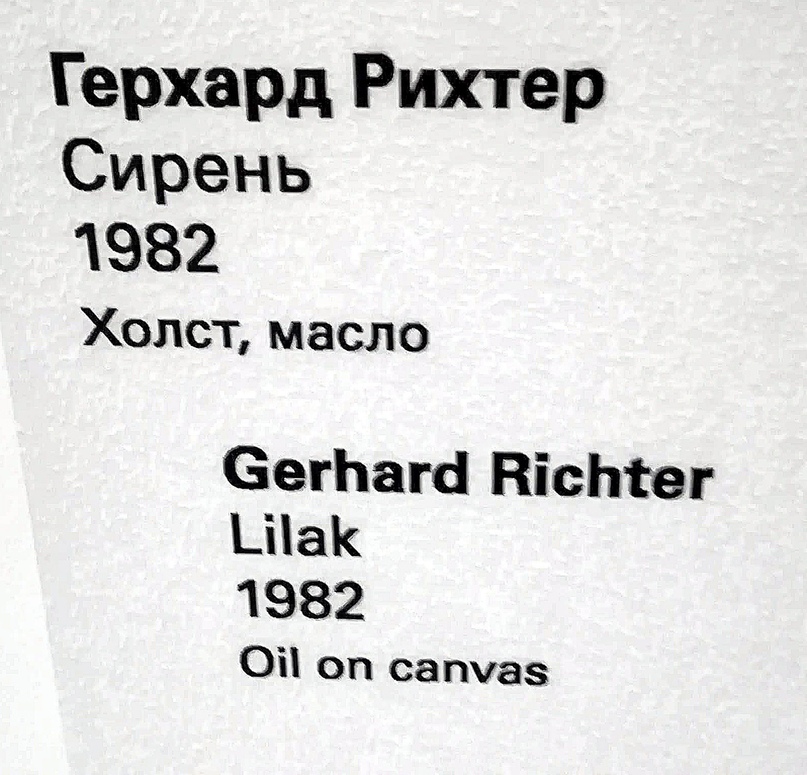 Герхард Рихтер
Сирень
1982
Холст, масло
Gerhard Richter
Lilak
1982
Oil on canvas